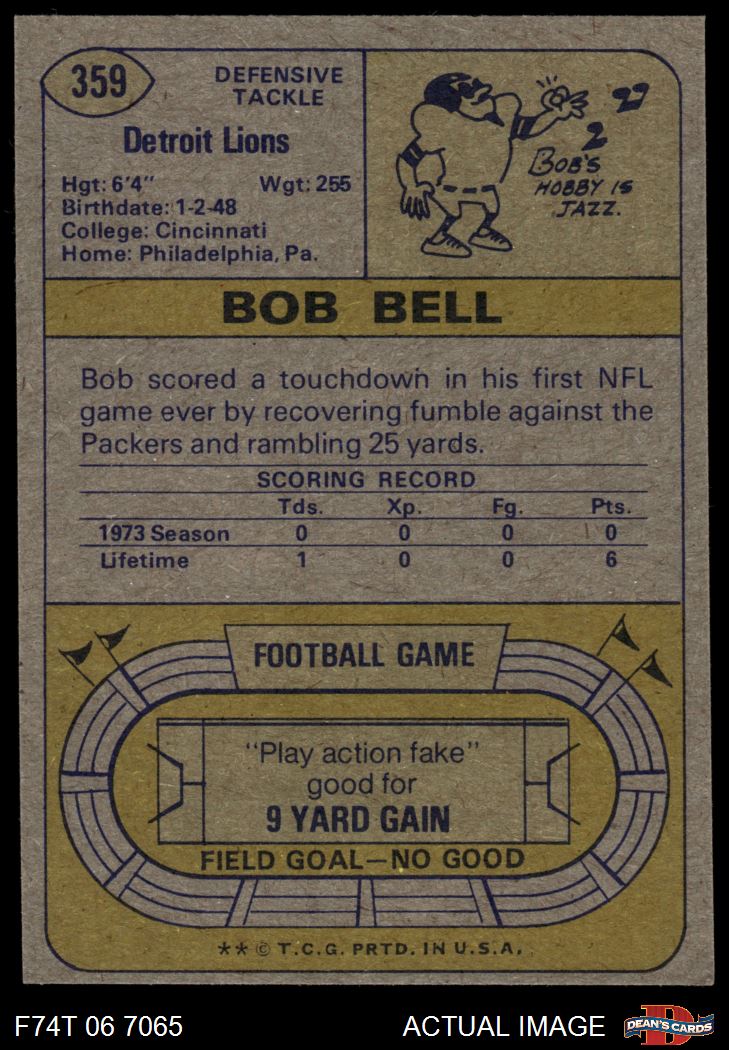 359
DEFENSIVE
TACKLE
Detroit Lions
Hgt: 6'4" Wgt: 255
Birthdate: 1-2-48
College: Cincinnati
Home: Philadelphia, Pa.
BOB'S
HOBBY IS
JAZZ.
BOB BELL
Bob scored a touchdown in his first NFL
game ever by recovering fumble against the
Packers and rambling 25 yards.
SCORING RECORD
Tds. Xp. Fg. Pts.
1973 Season 0 0 0 0
Lifetime 1 0 0 6
FOOTBALL GAME
"Play action fake"
good for
9 YARD GAIN
FIELD GOAL—NO GOOD
** © T.C.G. PRTD. IN U.S.A.
F74T 06 7065 ACTUAL IMAGE
D
DEAN'S CARDS